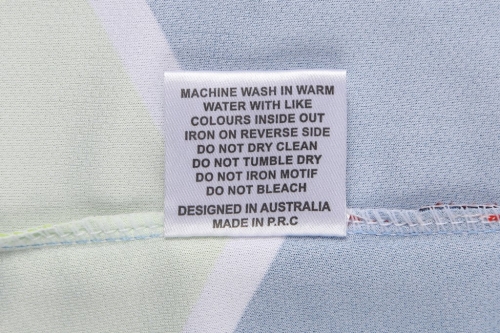 MACHINE WASH IN WARM
WATER WITH LIKE
COLOURS INSIDE OUT
IRON ON REVERSE SIDE
DO NOT DRY CLEAN
DO NOT TUMBLE DRY
DO NOT IRON MOTIF
DO NOT BLEACH
DESIGNED IN AUSTRALIA
MADE IN P.R.C